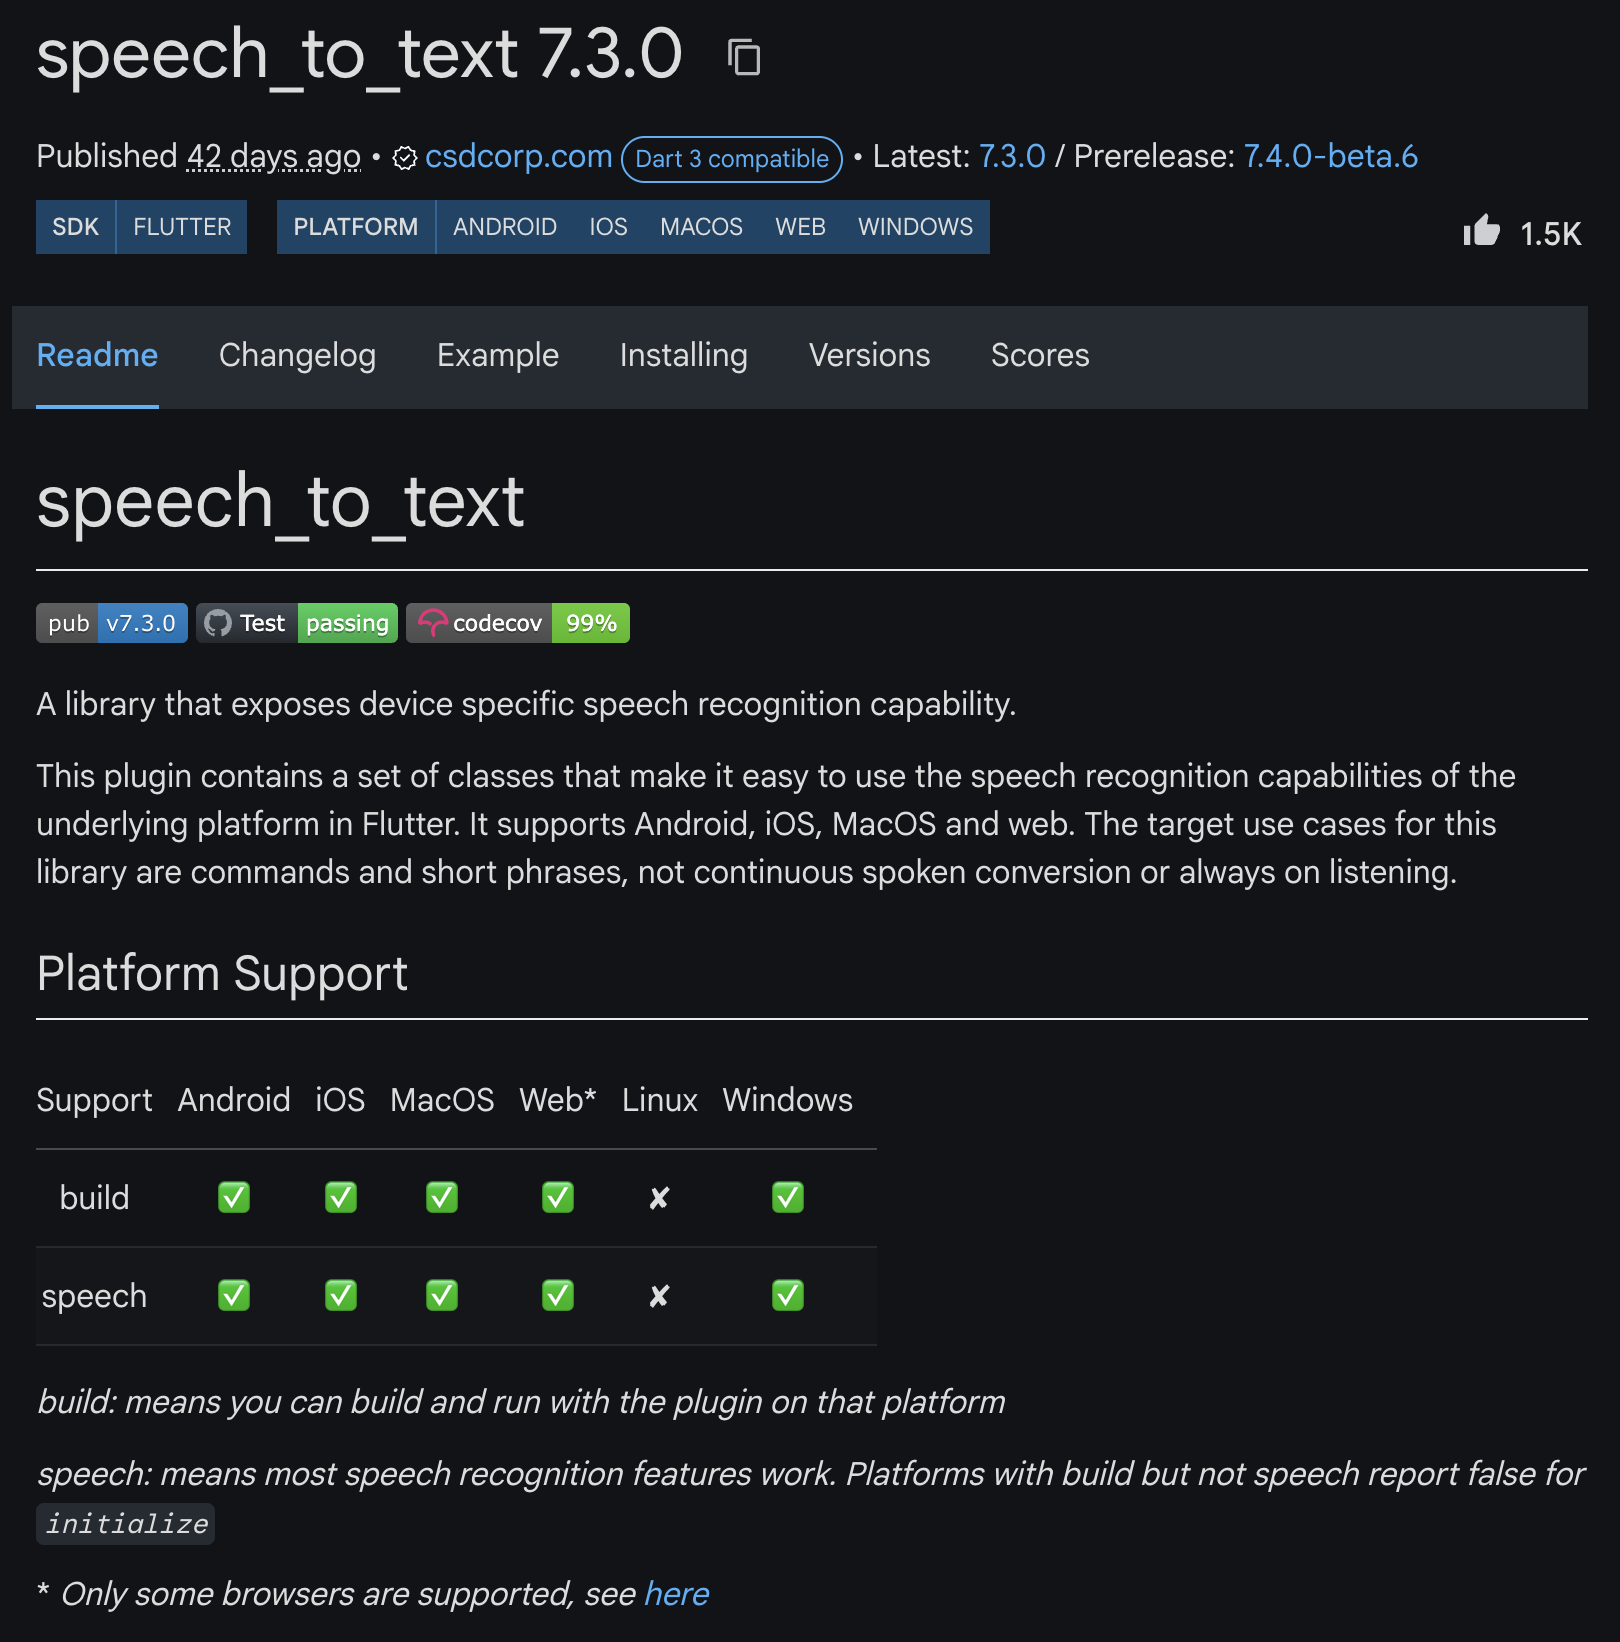 speech_to_text 7.3.0
Published 42 days ago • csdcorp.com Dart 3 compatible • Latest: 7.3.0 / Prerelease: 7.4.0-beta.6
SDK FLUTTER PLATFORM ANDROID IOS MACOS WEB WINDOWS 1.5K
Readme Changelog Example Installing Versions Scores
speech_to_text
pub v7.3.0 Test passing codecov 99%
A library that exposes device specific speech recognition capability.
This plugin contains a set of classes that make it easy to use the speech recognition capabilities of the
underlying platform in Flutter. It supports Android, iOS, MacOS and web. The target use cases for this
library are commands and short phrases, not continuous spoken conversion or always on listening.
Platform Support
Support Android iOS MacOS Web* Linux Windows
build ✅ ✅ ✅ ✅ ✘ ✅
speech ✅ ✅ ✅ ✅ ✘ ✅
build: means you can build and run with the plugin on that platform
speech: means most speech recognition features work. Platforms with build but not speech report false for
initialize
* Only some browsers are supported, see here